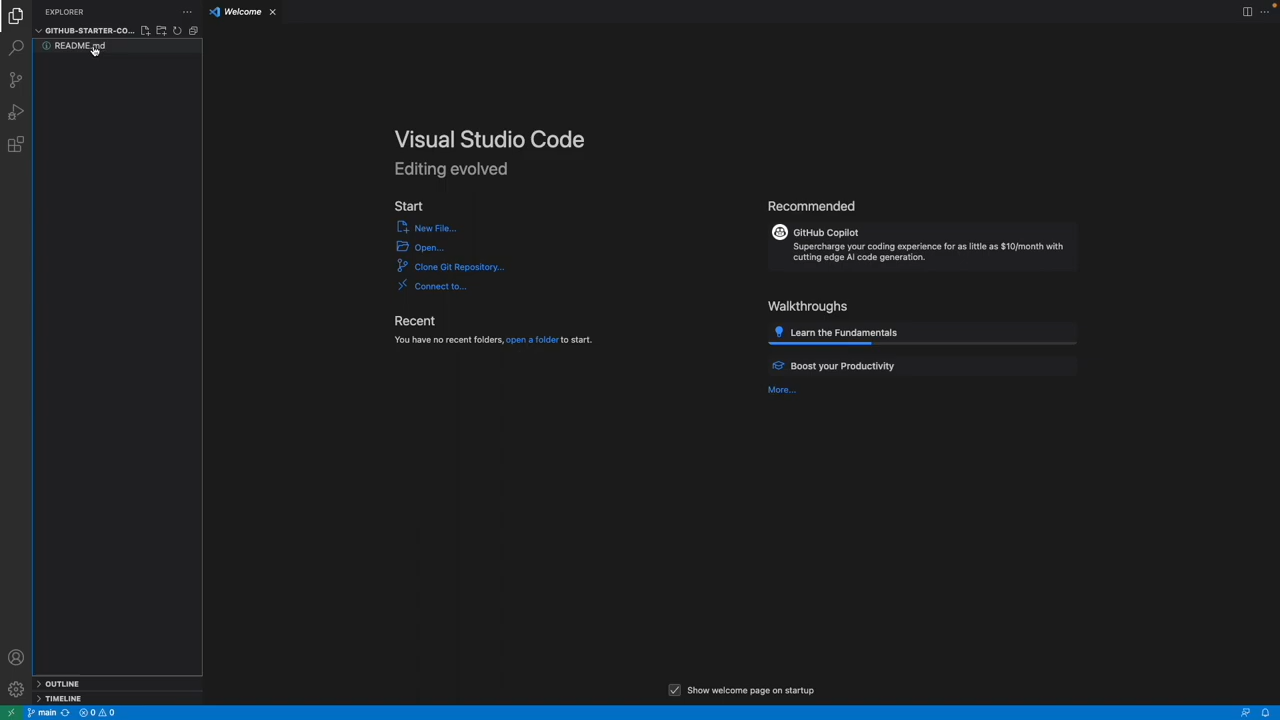 EXPLORER
Welcome
GITHUB-STARTER-CO...
README.md
Visual Studio Code
Editing evolved
Start
New File...
Open...
Clone Git Repository...
Connect to...
Recent
You have no recent folders, open a folder to start.
Recommended
GitHub Copilot
Supercharge your coding experience for as little as $10/month with
cutting edge AI code generation.
Walkthroughs
Learn the Fundamentals
Boost your Productivity
More...
Show welcome page on startup
OUTLINE
TIMELINE
main 0 0